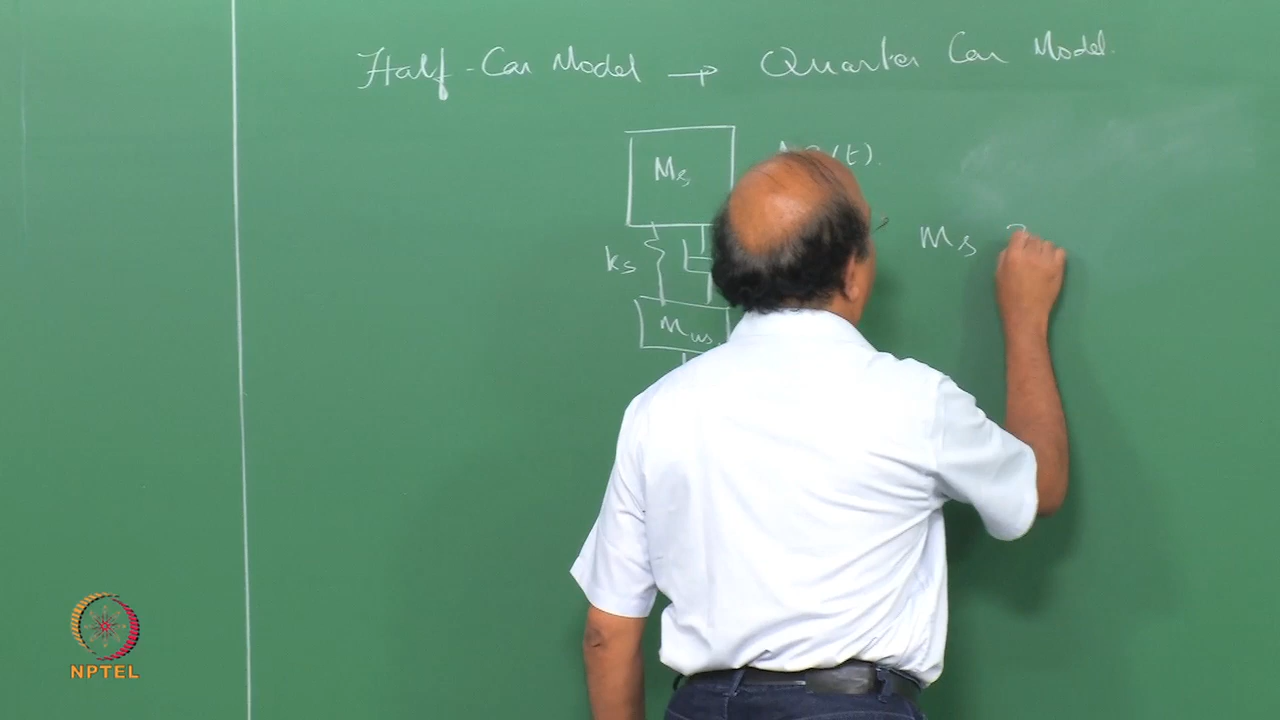 Half-Car Model → Quarter Car Model.
Ms
(t).
Ms
ks
Mus
NPTEL